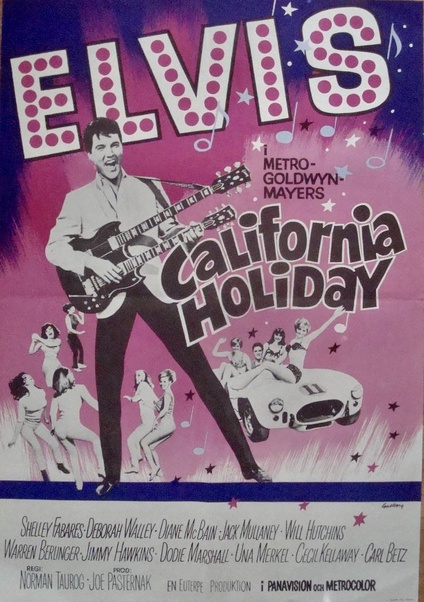 ELVIS
i
METRO-
GOLDWYN-
MAYERS
California
HOLIDAY
11
SHELLEY FABARES · DEBORAH WALLEY · DIANE MCBAIN · JACK MULLANEY · WILL HUTCHINS
WARREN BERLINGER · JIMMY HAWKINS · DODIE MARSHALL · UNA MERKEL · CECIL KELLAWAY · CARL BETZ
REGI: PROD:
NORMAN TAUROG · JOE PASTERNAK EN EUTERPE PRODUKTION i PANAVISION OCH METROCOLOR